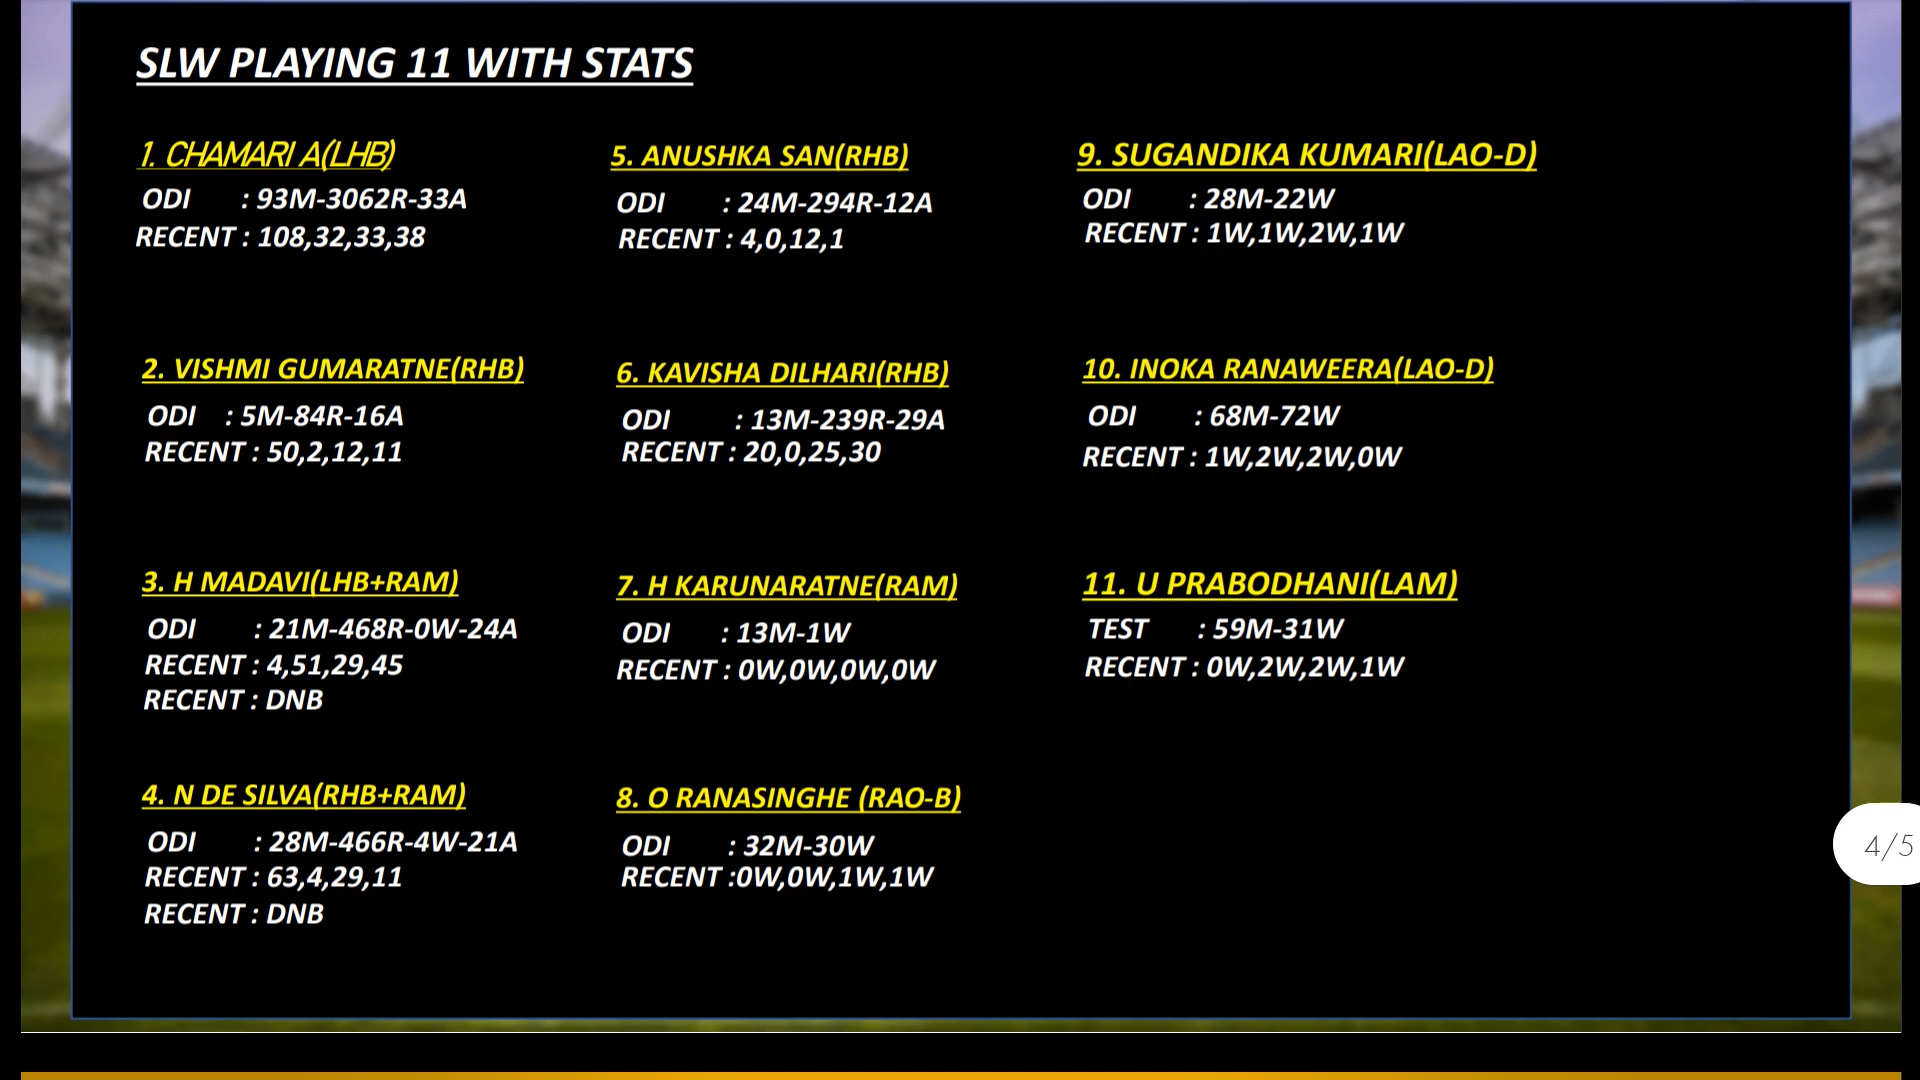 SLW PLAYING 11 WITH STATS
1. CHAMARI A(LHB)
ODI : 93M-3062R-33A
RECENT : 108,32,33,38
2. VISHMI GUMARATNE(RHB)
ODI : 5M-84R-16A
RECENT : 50,2,12,11
3. H MADAVI(LHB+RAM)
ODI : 21M-468R-0W-24A
RECENT : 4,51,29,45
RECENT : DNB
4. N DE SILVA(RHB+RAM)
ODI : 28M-466R-4W-21A
RECENT : 63,4,29,11
RECENT : DNB
5. ANUSHKA SAN(RHB)
ODI : 24M-294R-12A
RECENT : 4,0,12,1
6. KAVISHA DILHARI(RHB)
ODI : 13M-239R-29A
RECENT : 20,0,25,30
7. H KARUNARATNE(RAM)
ODI : 13M-1W
RECENT : 0W,0W,0W,0W
8. O RANASINGHE (RAO-B)
ODI : 32M-30W
RECENT :0W,0W,1W,1W
9. SUGANDIKA KUMARI(LAO-D)
ODI : 28M-22W
RECENT : 1W,1W,2W,1W
10. INOKA RANAWEERA(LAO-D)
ODI : 68M-72W
RECENT : 1W,2W,2W,0W
11. U PRABODHANI(LAM)
TEST : 59M-31W
RECENT : 0W,2W,2W,1W
4/5